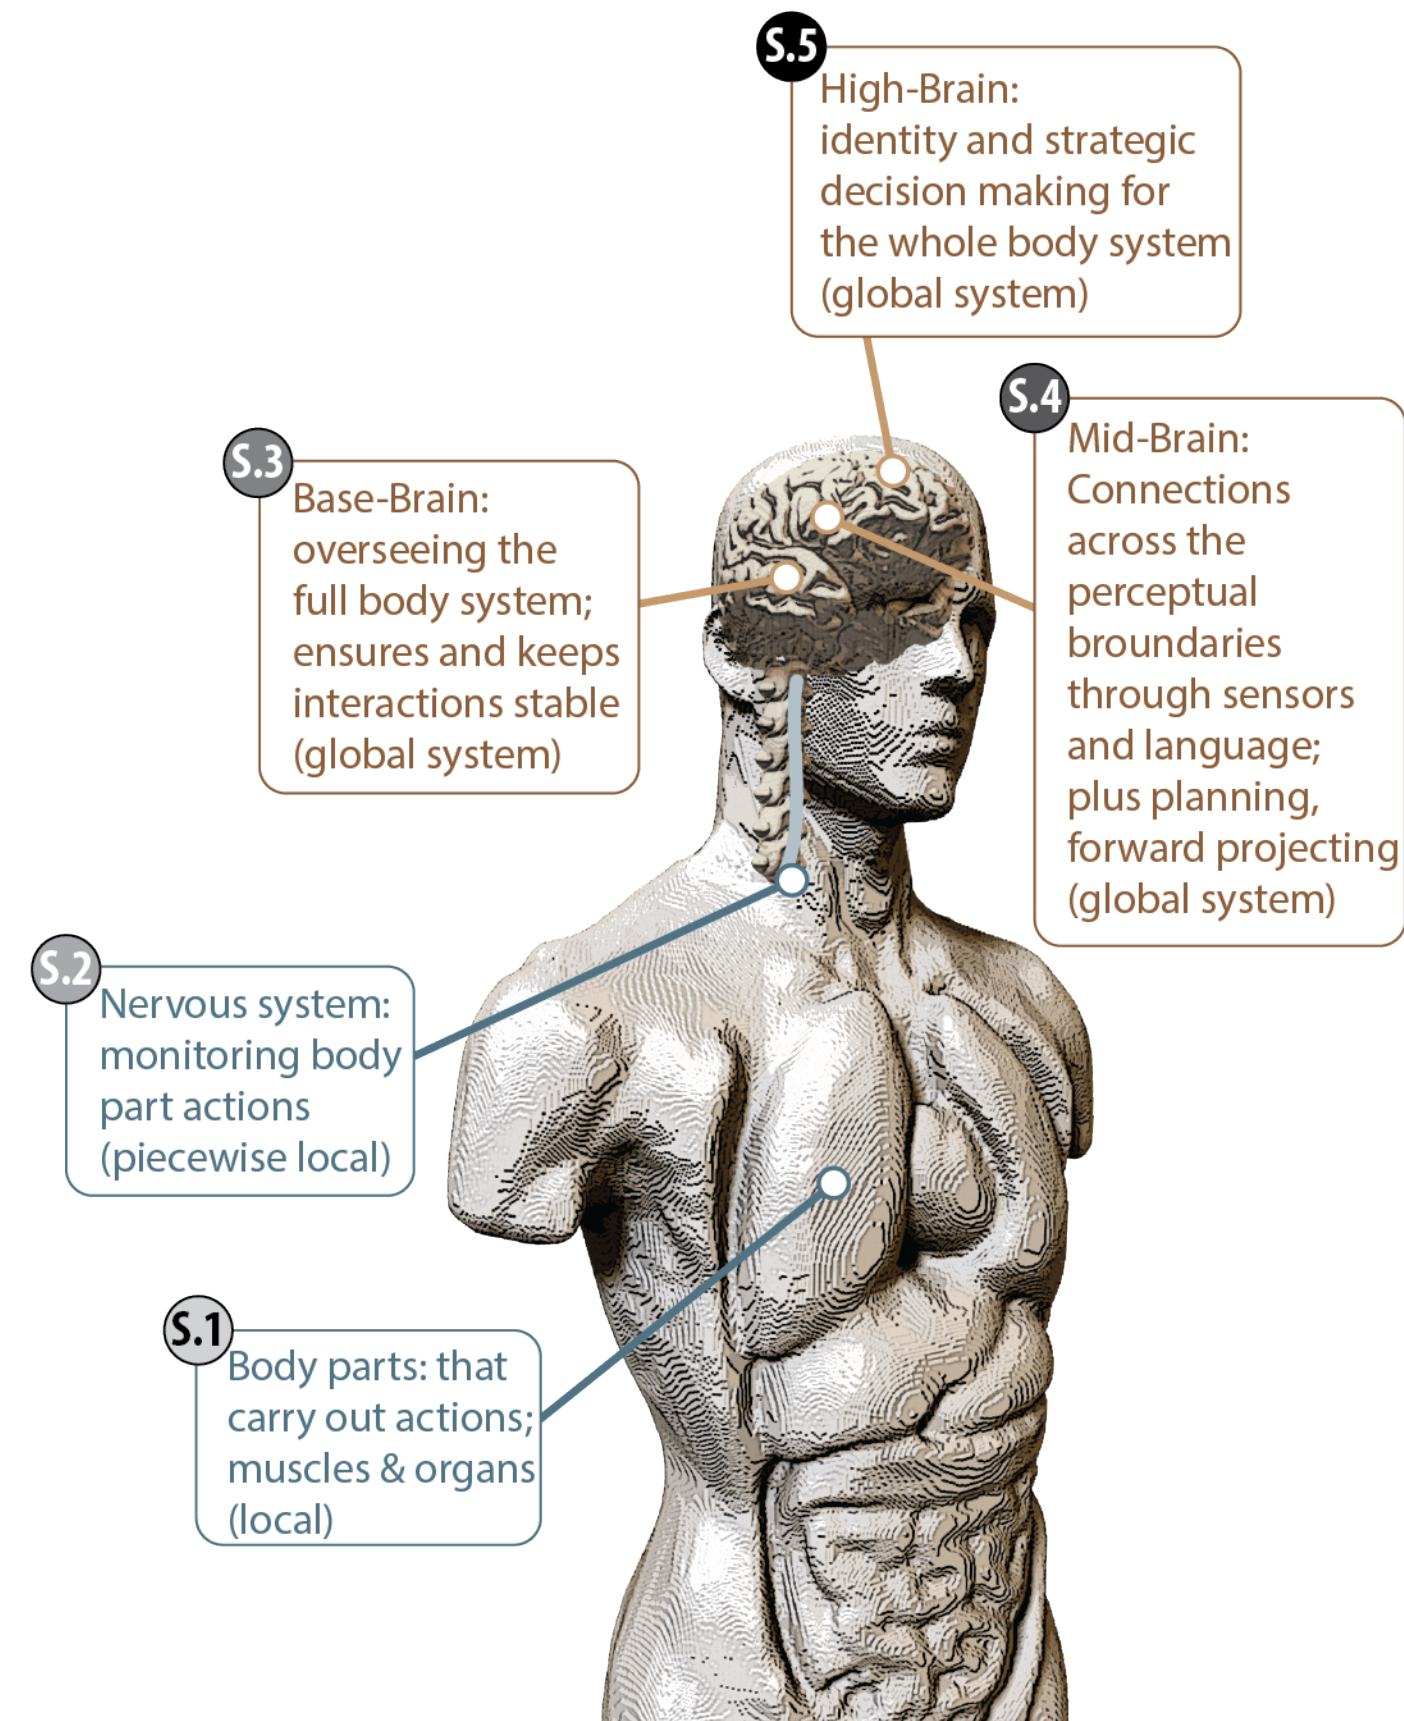 S.5
High-Brain:
identity and strategic
decision making for
the whole body system
(global system)
S.4
Mid-Brain:
Connections
across the
perceptual
broundaries
through sensors
and language;
plus planning,
forward projecting
(global system)
S.3
Base-Brain:
overseeing the
full body system;
ensures and keeps
interactions stable
(global system)
S.2
Nervous system:
monitoring body
part actions
(piecewise local)
S.1
Body parts: that
carry out actions;
muscles & organs
(local)